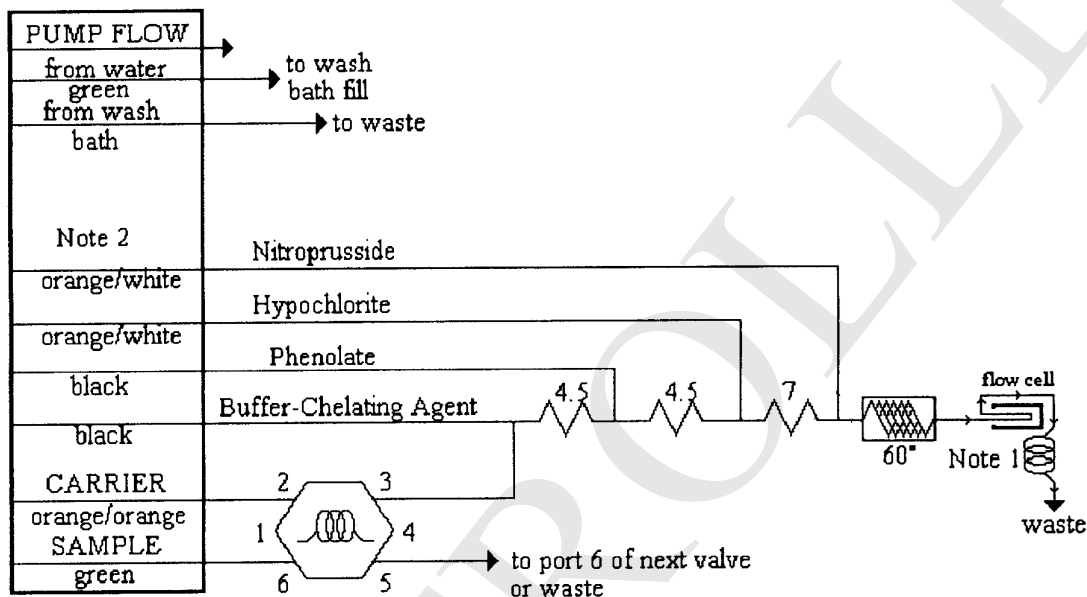 PUMP FLOW
from water
green
from wash
bath
to wash
bath fill
to waste
Note 2
orange/white
orange/white
black
black
CARRIER
orange/orange
SAMPLE
green
Nitroprusside
Hypochlorite
Phenolate
Buffer-Chelating Agent
4.5
4.5
7
60°
flow cell
Note 1
waste
2
3
1
4
6
5
to port 6 of next valve
or waste